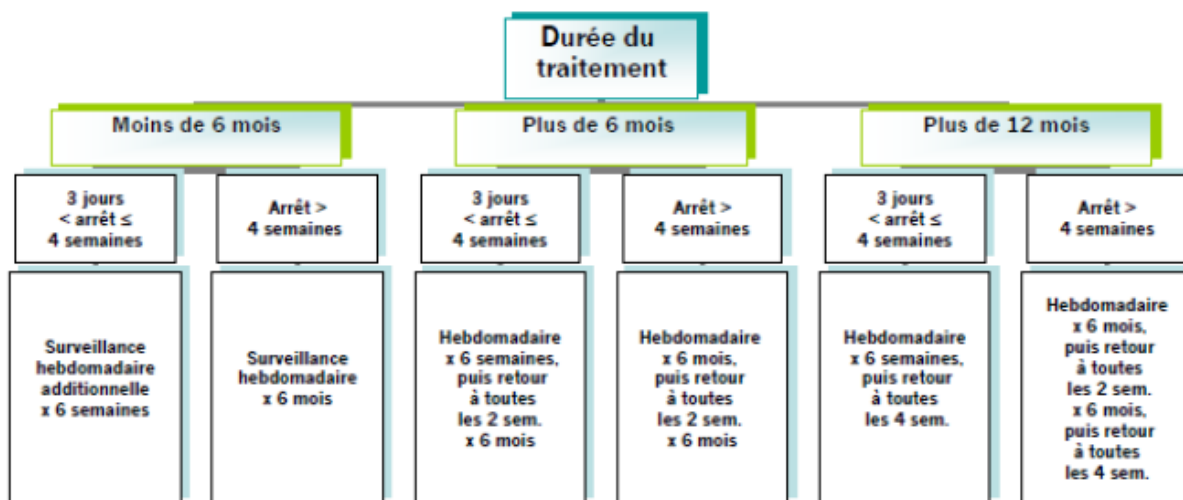 Durée du
traitement
Moins de 6 mois
Plus de 6 mois
Plus de 12 mois
3 jours
< arrêt ≤
4 semaines
Arrêt >
4 semaines
3 jours
< arrêt ≤
4 semaines
Arrêt >
4 semaines
3 jours
< arrêt ≤
4 semaines
Arrêt >
4 semaines
Surveillance
hebdomadaire
additionnelle
x 6 semaines
Surveillance
hebdomadaire
x 6 mois
Hebdomadaire
x 6 semaines,
puis retour
à toutes
les 2 sem.
x 6 mois
Hebdomadaire
x 6 mois,
puis retour
à toutes
les 2 sem.
x 6 mois
Hebdomadaire
x 6 semaines,
puis retour
à toutes
les 4 sem.
Hebdomadaire
x 6 mois,
puis retour
à toutes
les 2 sem.
x 6 mois,
puis retour
à toutes
les 4 sem.